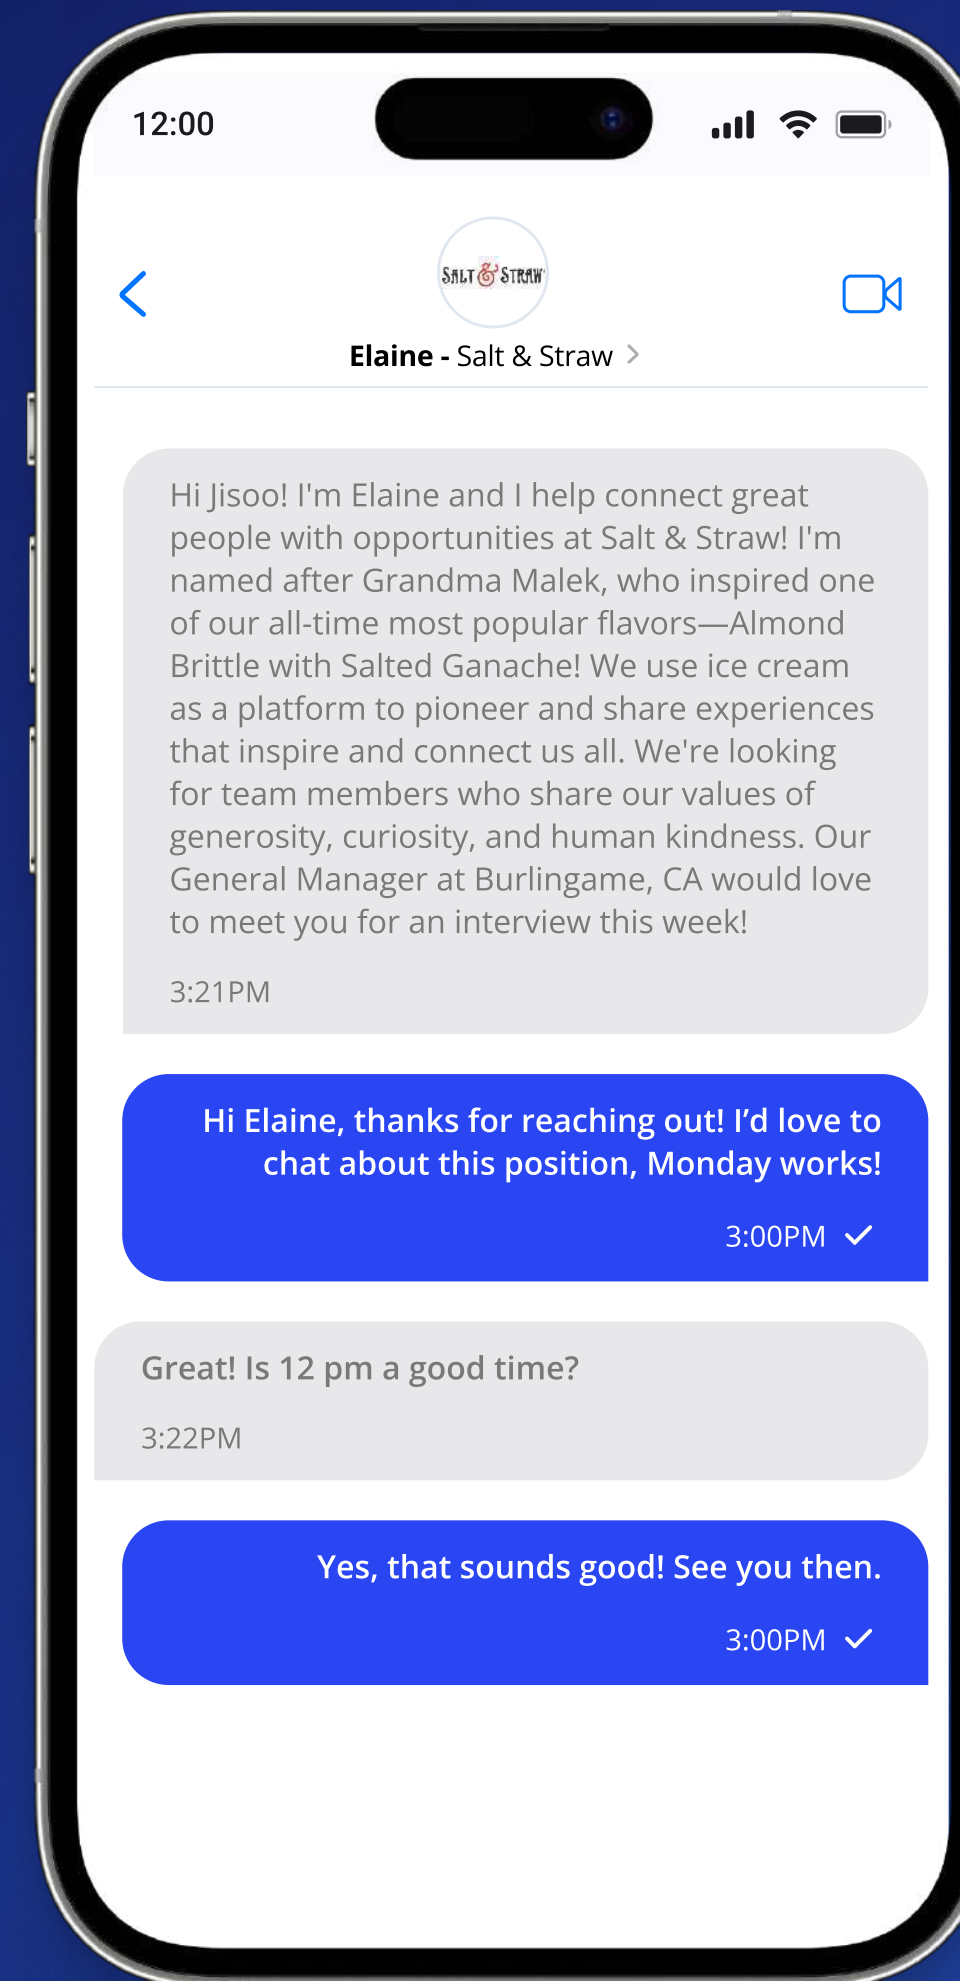 12:00
SALT & STRAW
Elaine - Salt & Straw
Hi Jisoo! I'm Elaine and I help connect great
people with opportunities at Salt & Straw! I'm
named after Grandma Malek, who inspired one
of our all-time most popular flavors—Almond
Brittle with Salted Ganache! We use ice cream
as a platform to pioneer and share experiences
that inspire and connect us all. We're looking
for team members who share our values of
generosity, curiosity, and human kindness. Our
General Manager at Burlingame, CA would love
to meet you for an interview this week!
3:21PM
Hi Elaine, thanks for reaching out! I’d love to
chat about this position, Monday works!
3:00PM
Great! Is 12 pm a good time?
3:22PM
Yes, that sounds good! See you then.
3:00PM